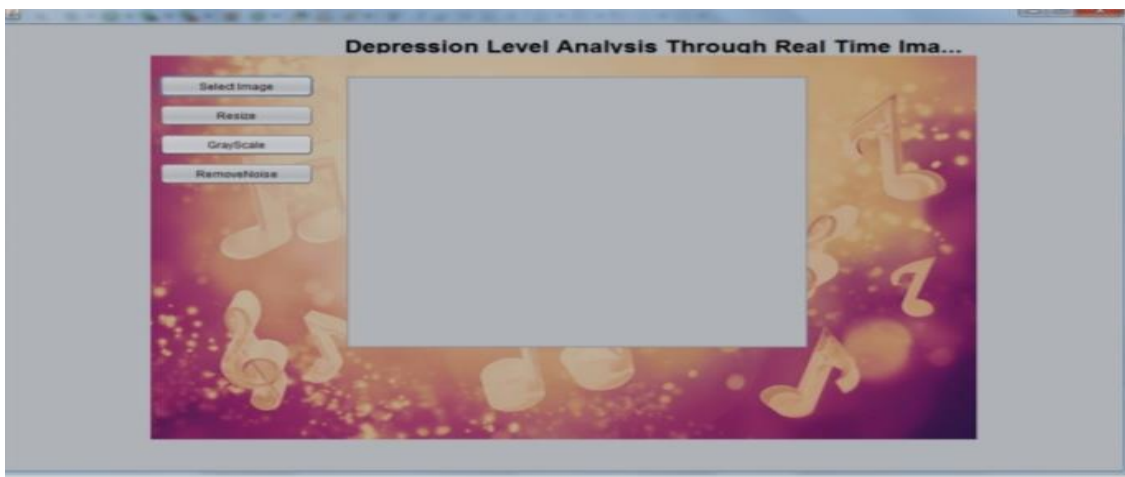 Depression Level Analysis Through Real Time Ima...
Select Image
Resize
GrayScale
RemoveNoise